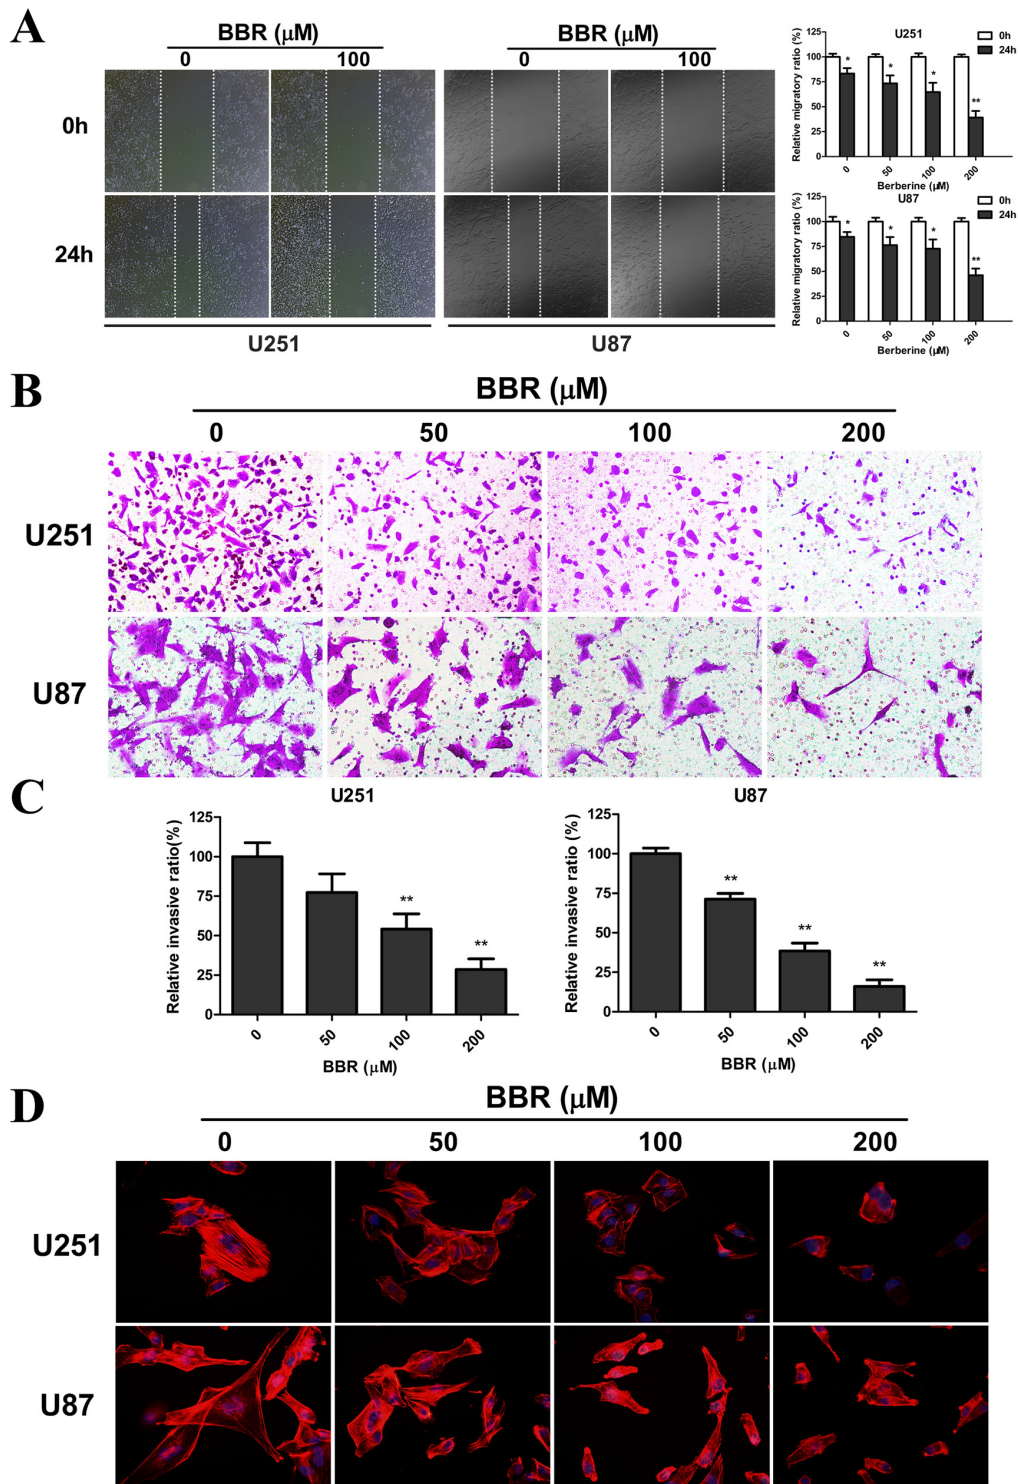 A
BBR (μM)
0
100
BBR (μM)
0
100
0h
24h
U251
U87
U251
0h
24h
Relative migratory ratio (%)
125
100
75
50
25
0
*
*
*
**
0
50
100
200
Berberine (μM)
U87
0h
24h
Relative migratory ratio (%)
125
100
75
50
25
0
*
*
*
**
0
50
100
200
Berberine (μM)
B
BBR (μM)
0
50
100
200
U251
U87
C
U251
Relative invasive ratio(%)
125
100
75
50
25
0
**
**
0
50
100
200
BBR (μM)
U87
Relative invasive ratio (%)
125
100
75
50
25
0
**
**
**
0
50
100
200
BBR (μM)
D
BBR (μM)
0
50
100
200
U251
U87